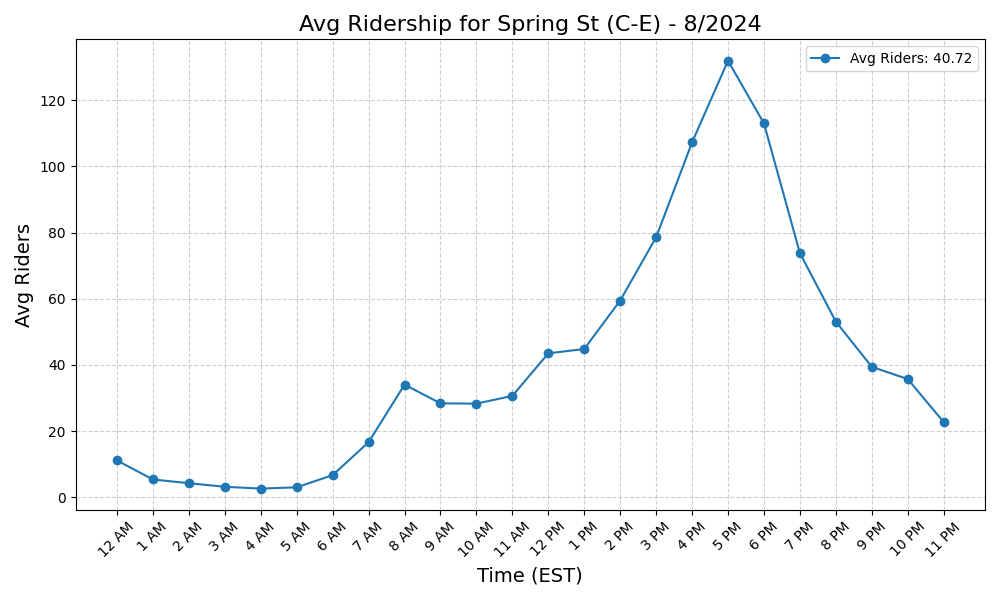 Avg Ridership for Spring St (C-E) - 8/2024
Avg Riders: 40.72
Avg Riders
120
100
80
60
40
20
0
12 AM
1 AM
2 AM
3 AM
4 AM
5 AM
6 AM
7 AM
8 AM
9 AM
10 AM
11 AM
12 PM
1 PM
2 PM
3 PM
4 PM
5 PM
6 PM
7 PM
8 PM
9 PM
10 PM
11 PM
Time (EST)